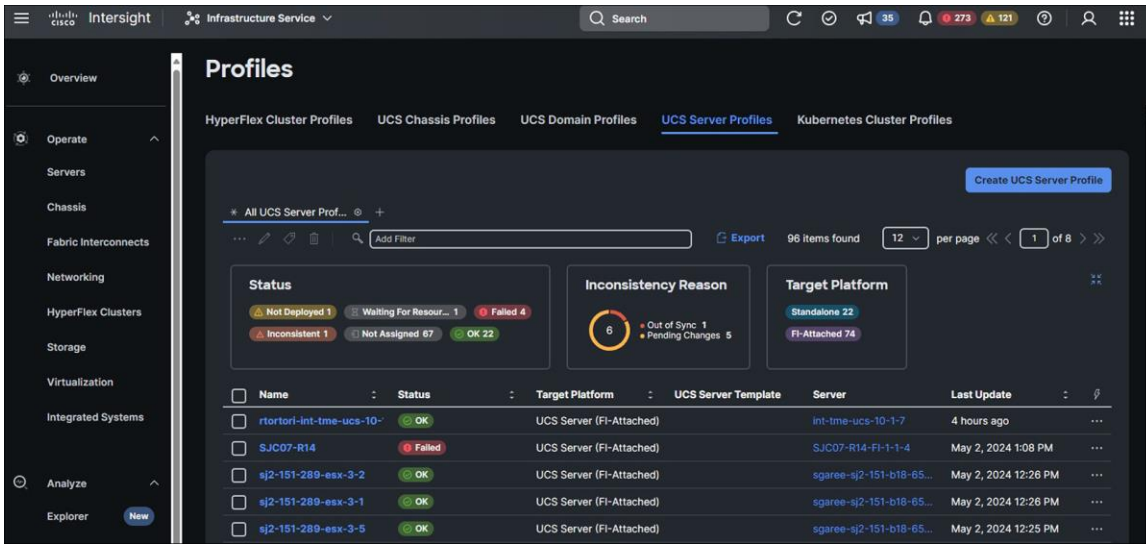 cisco Intersight Infrastructure Service Search 35 273 121
Overview
Operate
Servers
Chassis
Fabric Interconnects
Networking
HyperFlex Clusters
Storage
Virtualization
Integrated Systems
Analyze
Explorer New
Profiles
HyperFlex Cluster Profiles UCS Chassis Profiles UCS Domain Profiles UCS Server Profiles Kubernetes Cluster Profiles
Create UCS Server Profile
All UCS Server Prof... +
Add Filter Export 96 items found 12 per page 1 of 8
Status
Not Deployed 1 Waiting For Resour... 1 Failed 4
Inconsistent 1 Not Assigned 67 OK 22
Inconsistency Reason
6
Out of Sync 1
Pending Changes 5
Target Platform
Standalone 22
FI-Attached 74
Name Status Target Platform UCS Server Template Server Last Update
rtortori-int-tme-ucs-10- OK UCS Server (FI-Attached) int-tme-ucs-10-1-7 4 hours ago ...
SJC07-R14 Failed UCS Server (FI-Attached) SJC07-R14-FI-1-1-4 May 2, 2024 1:08 PM ...
sj2-151-289-esx-3-2 OK UCS Server (FI-Attached) sgaree-sj2-151-b18-65... May 2, 2024 12:26 PM ...
sj2-151-289-esx-3-1 OK UCS Server (FI-Attached) sgaree-sj2-151-b18-65... May 2, 2024 12:26 PM ...
sj2-151-289-esx-3-5 OK UCS Server (FI-Attached) sgaree-sj2-151-b18-65... May 2, 2024 12:25 PM ...